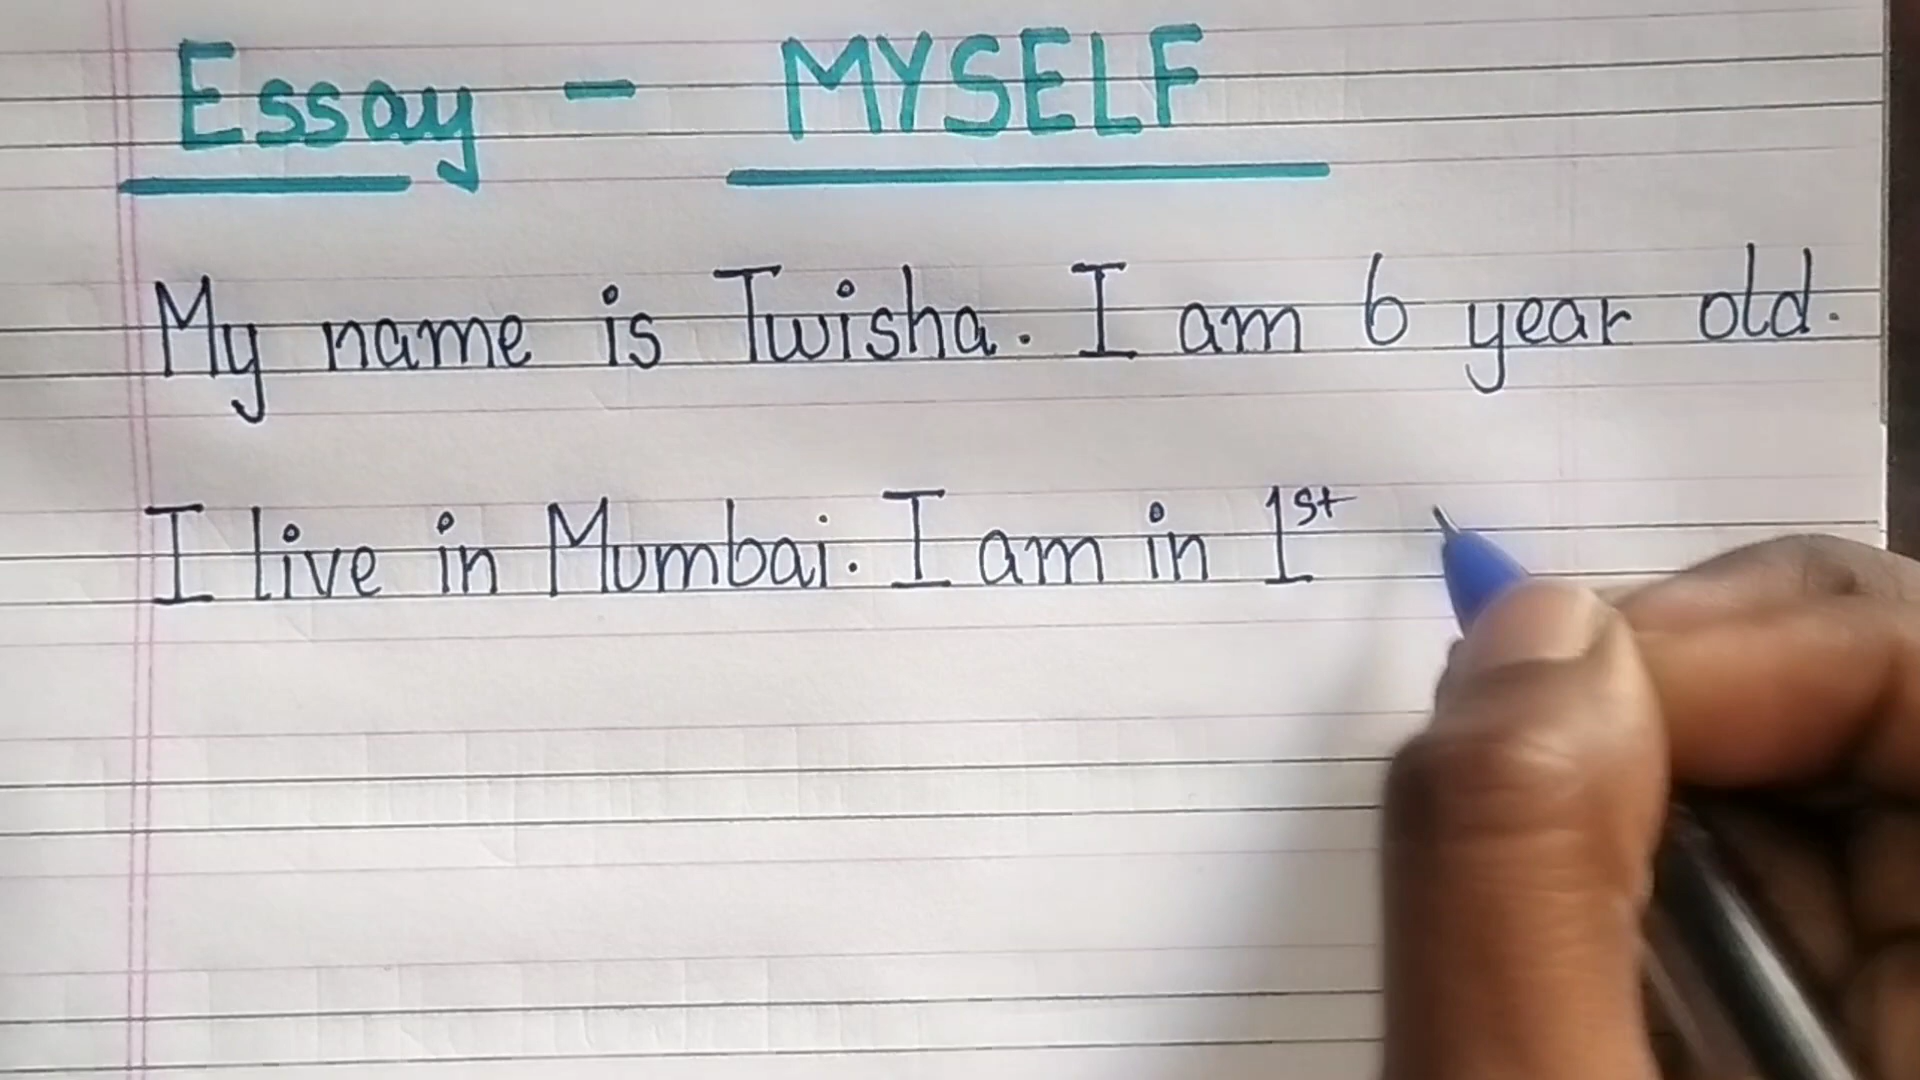 Essay - MYSELF
My name is Twisha. I am 6 year old.
I live in Mumbai. I am in 1st